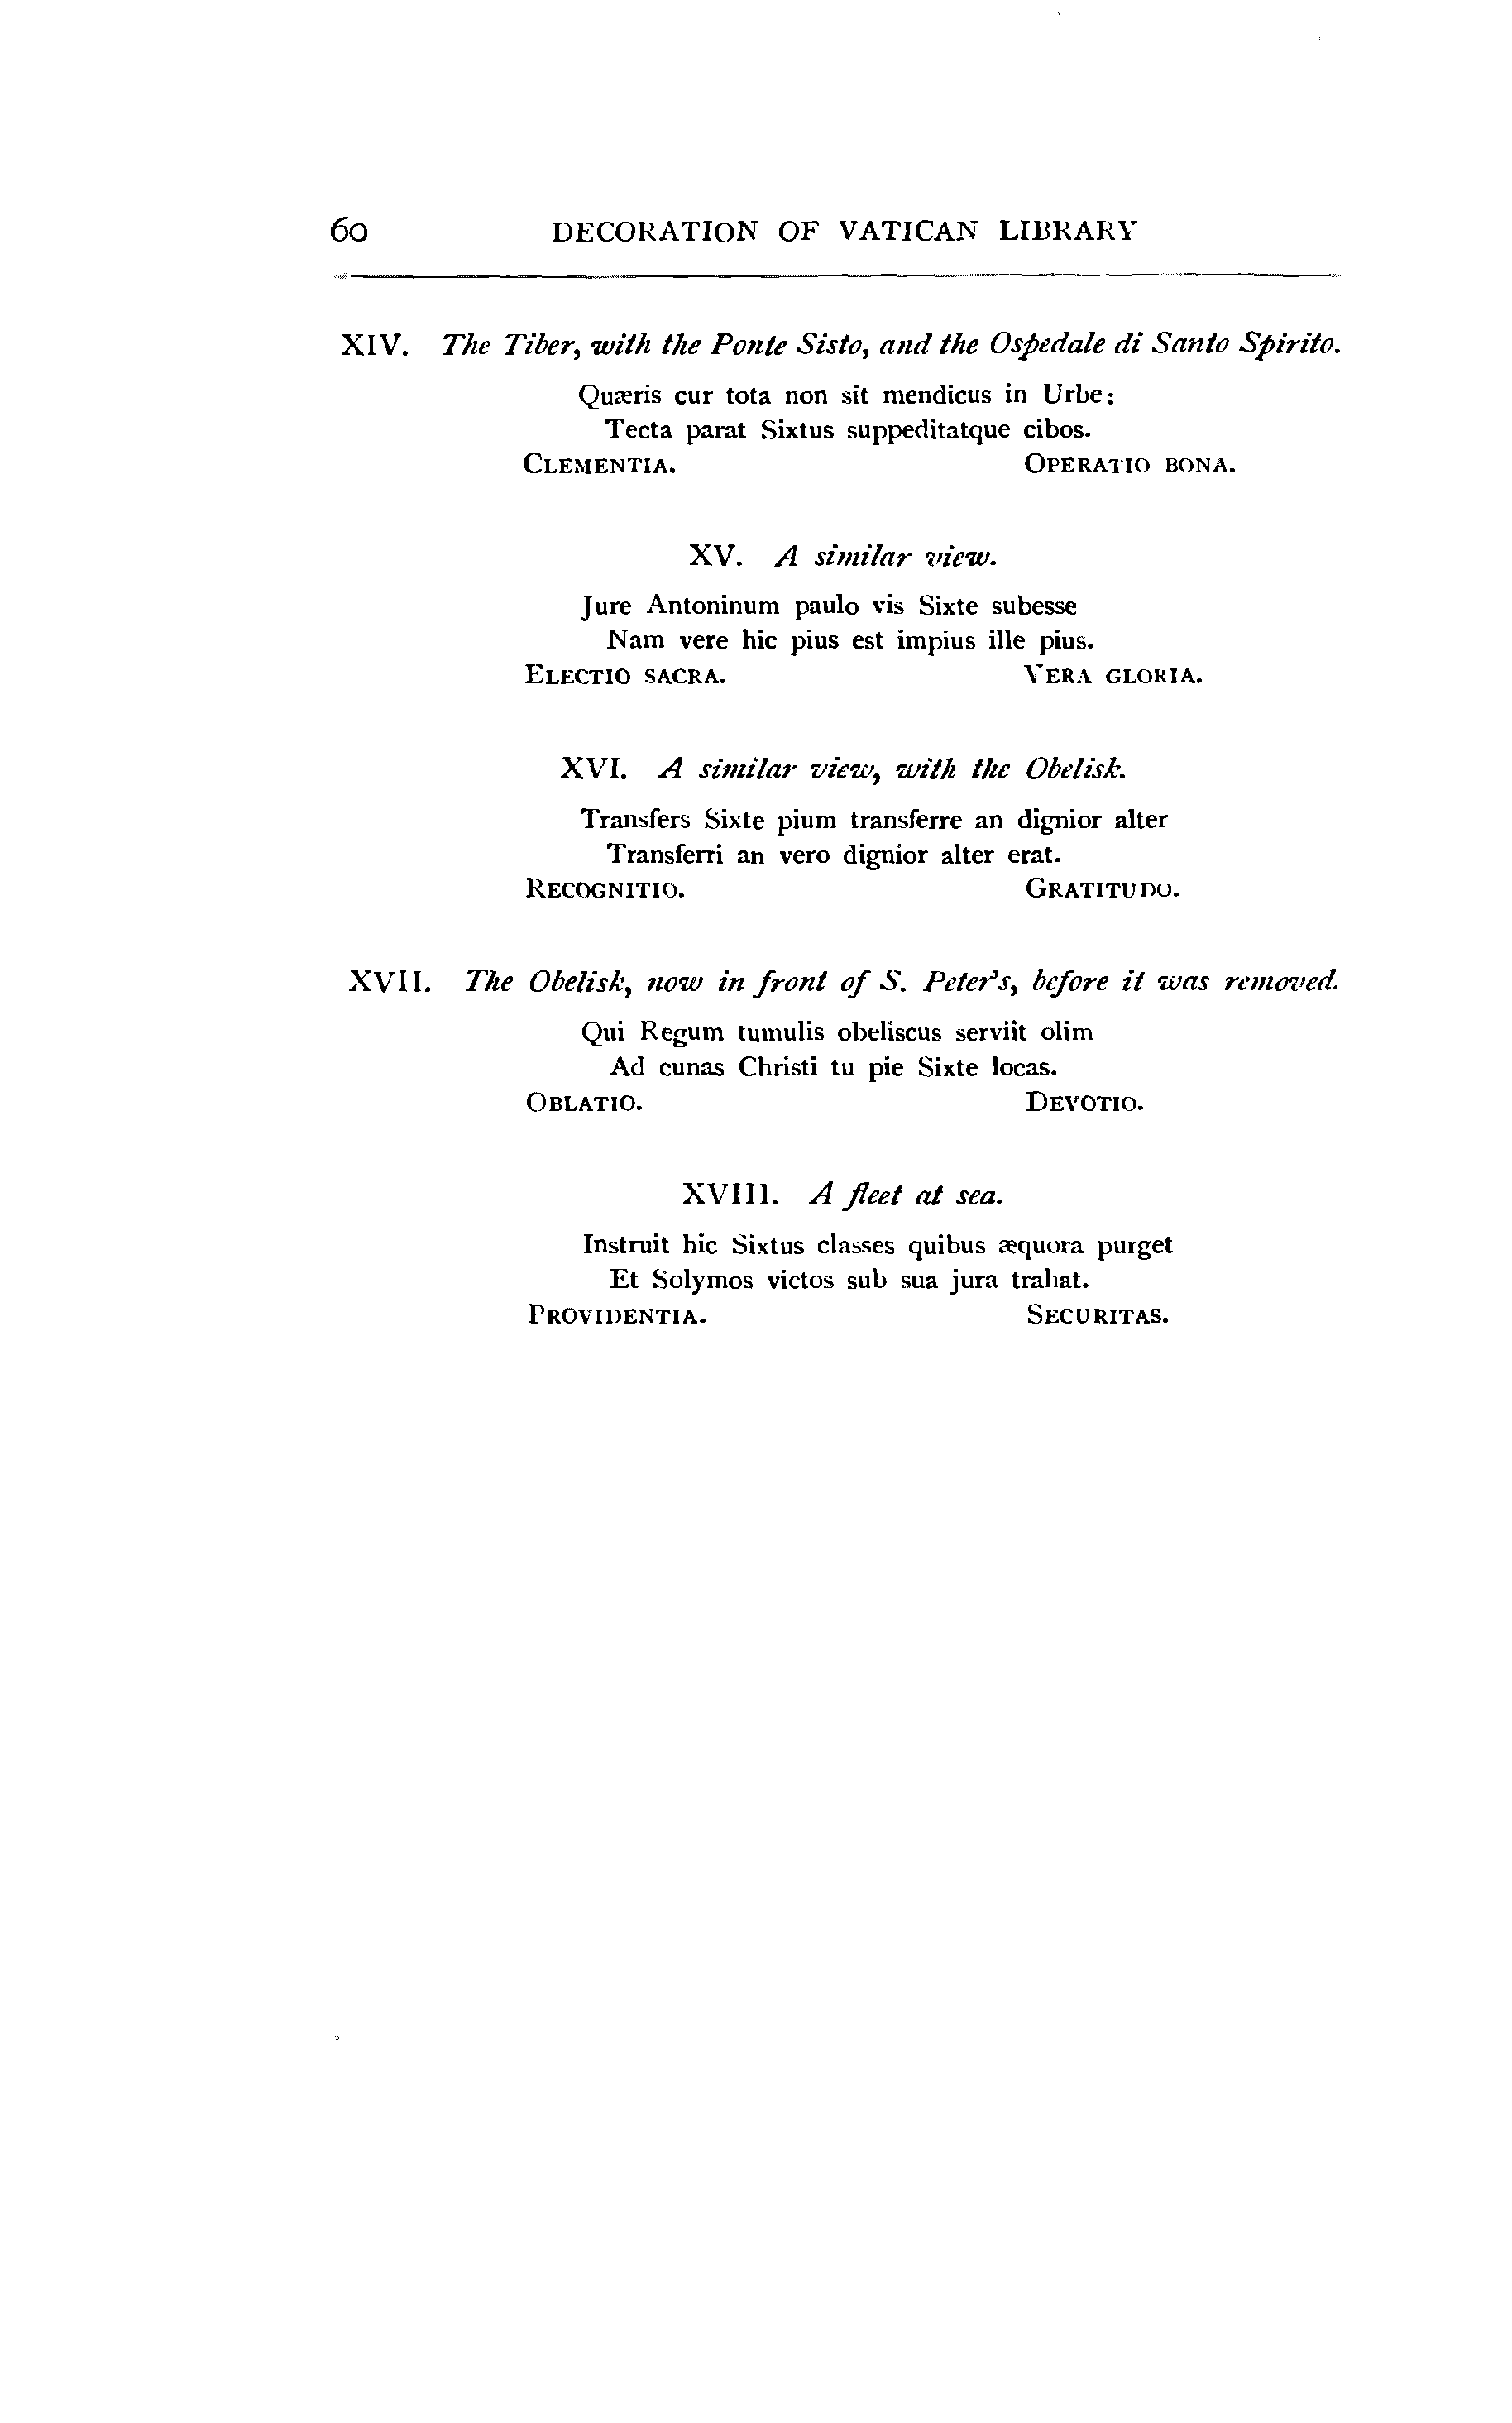 60 DECORATION OF VATICAN LIBRARY
XIV. The Tiber, with the Ponte Sisto, and the Ospedale di Santo Spirito.
Quæris cur tota non sit mendicus in Urbe:
Tecta parat Sixtus suppeditatque cibos.
CLEMENTIA. OPERATIO BONA.
XV. A similar view.
Jure Antoninum paulo vis Sixte subesse
Nam vere hic pius est impius ille pius.
ELECTIO SACRA. VERA GLORIA.
XVI. A similar view, with the Obelisk.
Transfers Sixte pium transferre an dignior alter
Transferri an vero dignior alter erat.
RECOGNITIO. GRATITUDO.
XVII. The Obelisk, now in front of S. Peter's, before it was removed.
Qui Regum tumulis obeliscus serviit olim
Ad cunas Christi tu pie Sixte locas.
OBLATIO. DEVOTIO.
XVIII. A fleet at sea.
Instruit hic Sixtus classes quibus æquora purget
Et Solymos victos sub sua jura trahat.
PROVIDENTIA. SECURITAS.